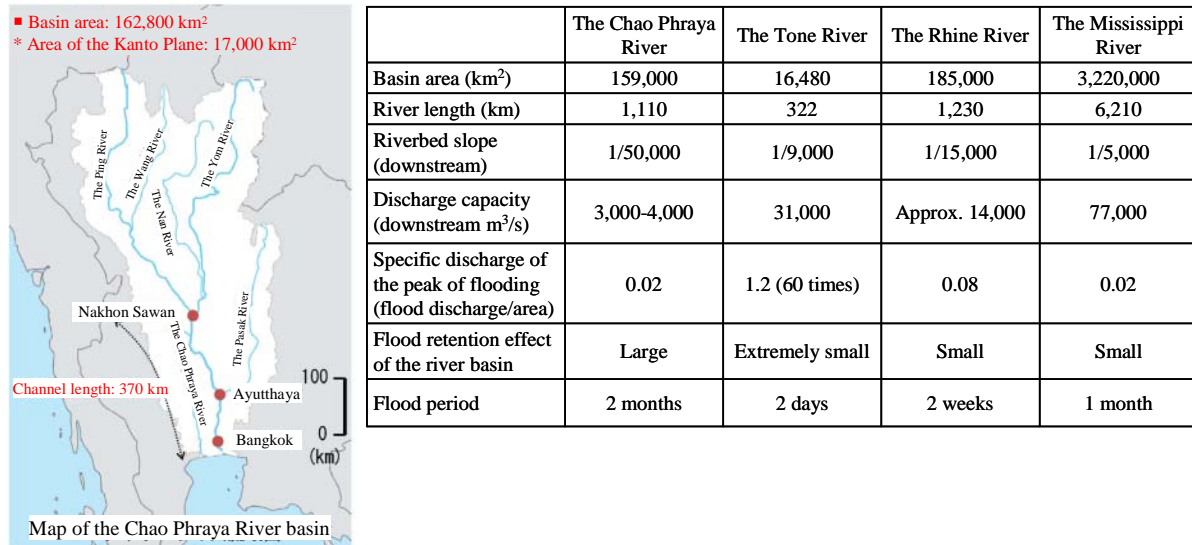 ▪ Basin area: 162,800 km²
* Area of the Kanto Plane: 17,000 km²
The Ping River
The Wang River
The Yom River
The Nan River
Nakhon Sawan
The Chao Phraya River
The Pasak River
Channel length: 370 km
100
Ayutthaya
0
Bangkok
(km)
Map of the Chao Phraya River basin
The Chao Phraya
River
The Tone River
The Rhine River
The Mississippi
River
Basin area (km²)
159,000
16,480
185,000
3,220,000
River length (km)
1,110
322
1,230
6,210
Riverbed slope
(downstream)
1/50,000
1/9,000
1/15,000
1/5,000
Discharge capacity
(downstream m³/s)
3,000-4,000
31,000
Approx. 14,000
77,000
Specific discharge of
the peak of flooding
(flood discharge/area)
0.02
1.2 (60 times)
0.08
0.02
Flood retention effect
of the river basin
Large
Extremely small
Small
Small
Flood period
2 months
2 days
2 weeks
1 month